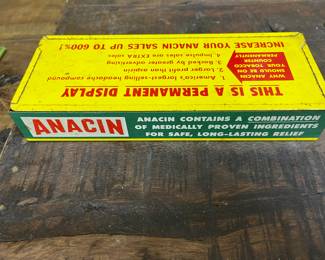 THIS IS A PERMANENT DISPLAY
1. America's largest-selling headache compound
2. Larger profit than aspirin
3. Backed by greater advertising
4. Impulse sales are EXTRA sales
INCREASE YOUR ANACIN SALES UP TO 600%!
WHY ANACIN
SHOULD BE ON
YOUR TOBACCO
COUNTER
PERMANENTLY
ANACIN
ANACIN CONTAINS A COMBINATION
OF MEDICALLY PROVEN INGREDIENTS
FOR SAFE, LONG-LASTING RELIEF